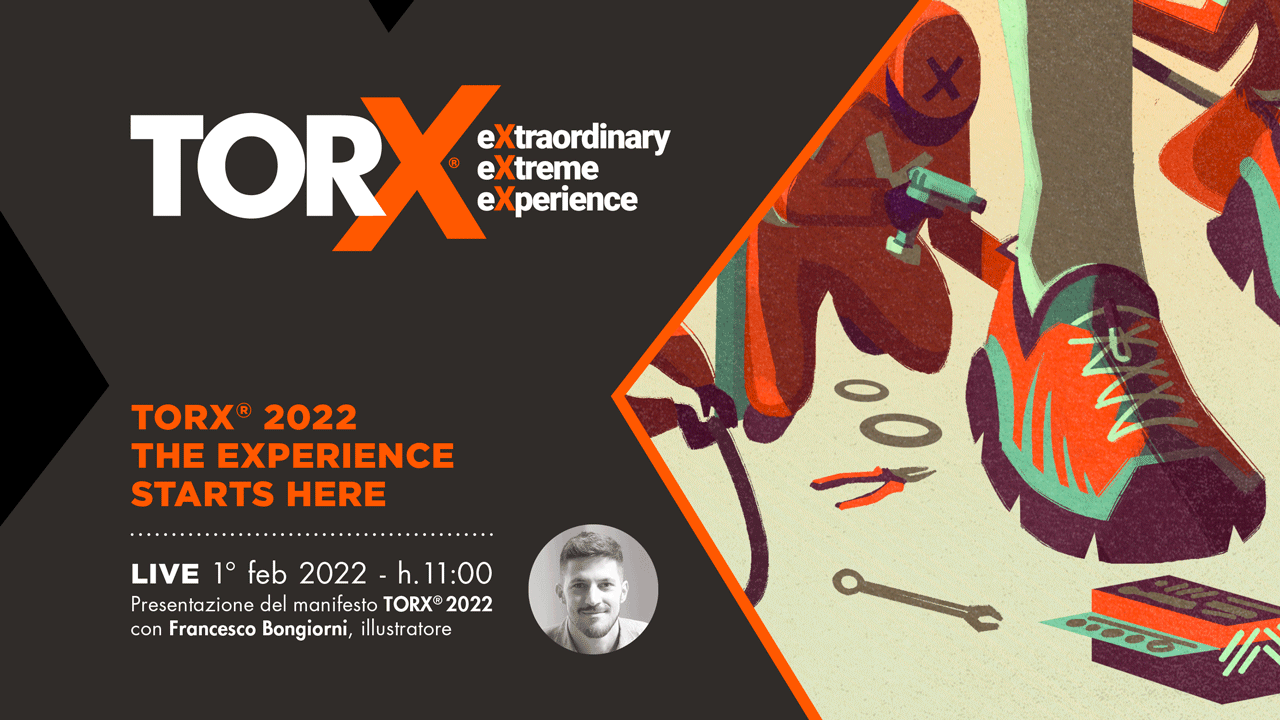 TORX®
eXtraordinary
eXtreme
eXperience
TORX® 2022
THE EXPERIENCE
STARTS HERE
LIVE 1° feb 2022 - h.11:00
Presentazione del manifesto TORX® 2022
con Francesco Bongiorni, illustratore
X